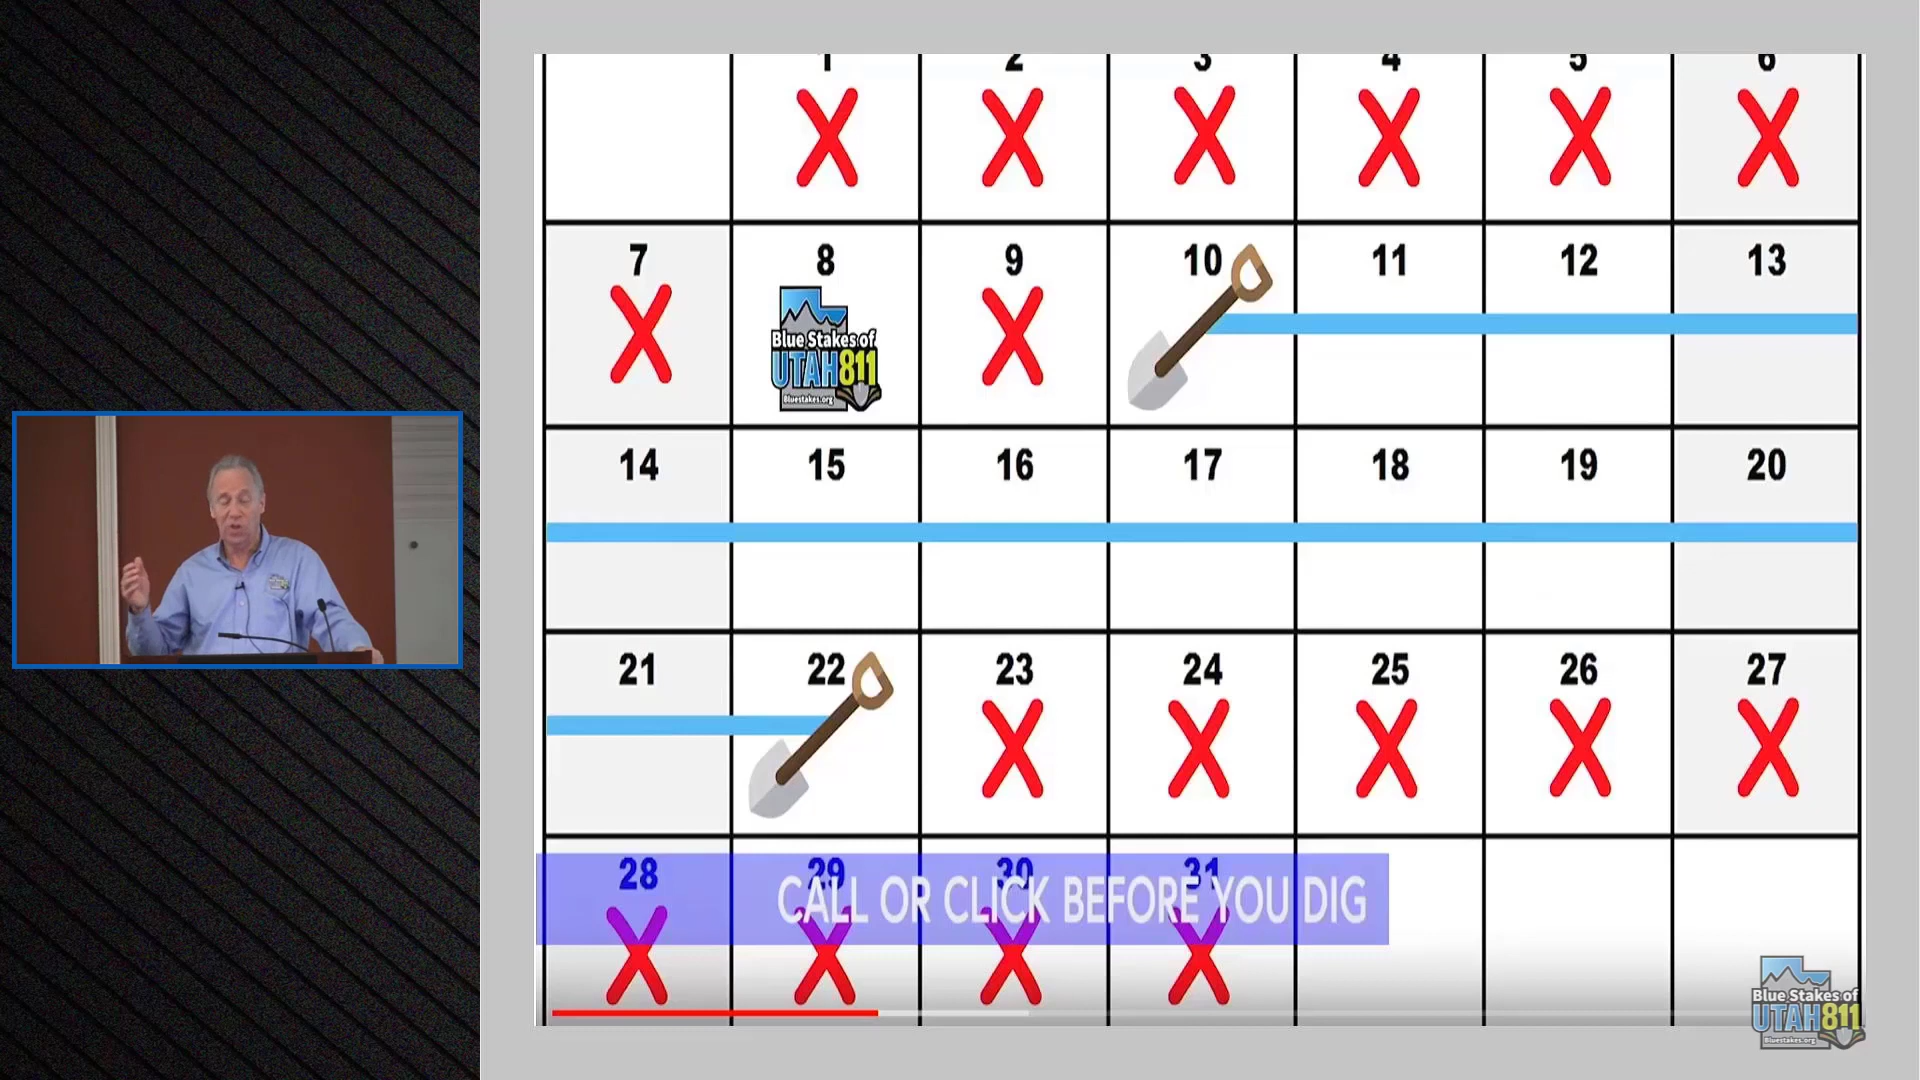 1 2 3 4 5 6
7 8 9 10 11 12 13
Blue Stakes of
UTAH811
Bluestakes.org
14 15 16 17 18 19 20
21 22 23 24 25 26 27
28 29 30 31
CALL OR CLICK BEFORE YOU DIG
Blue Stakes of
UTAH811
Bluestakes.org